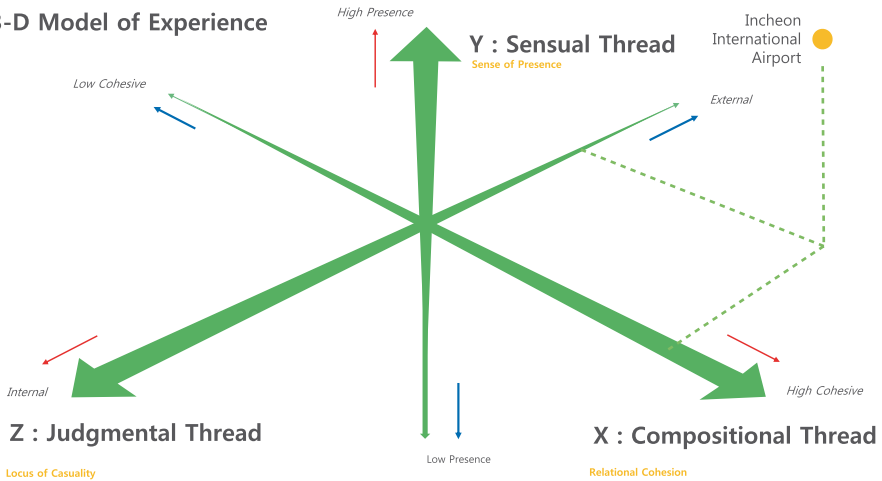 -D Model of Experience
High Presence
Y : Sensual Thread
Sense of Presence
Incheon
International
Airport
Low Cohesive
External
Internal
High Cohesive
Z : Judgmental Thread
X : Compositional Thread
Low Presence
Locus of Casuality
Relational Cohesion